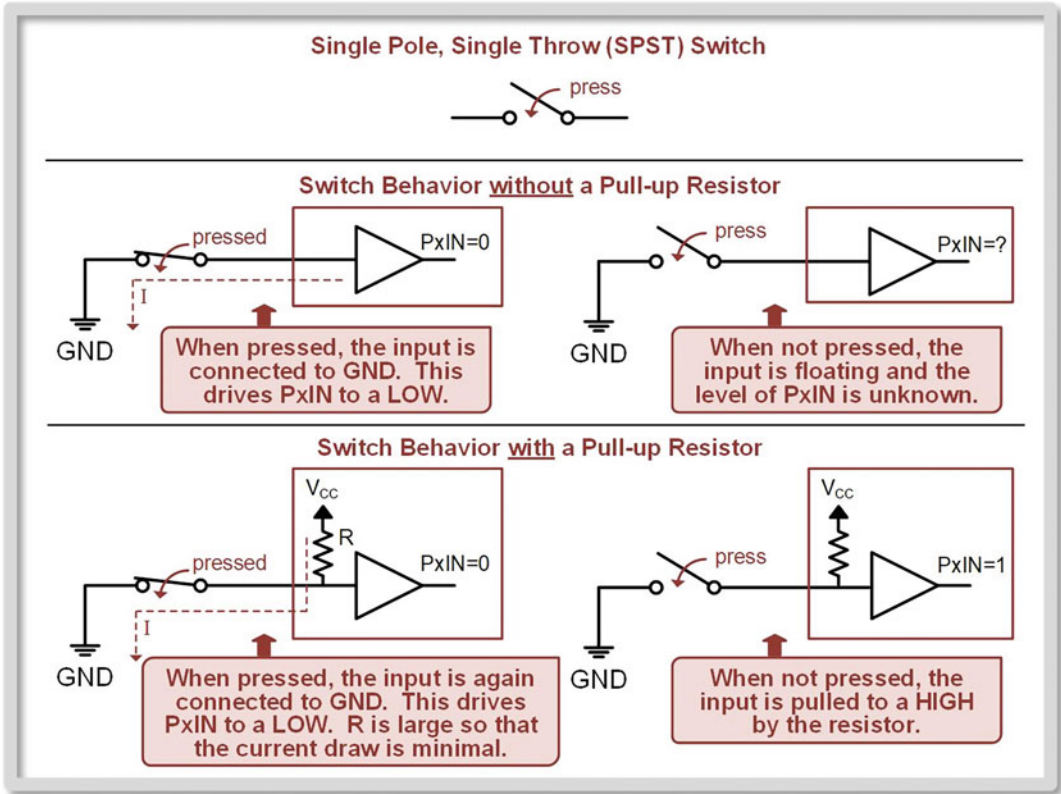 Single Pole, Single Throw (SPST) Switch
press
Switch Behavior without a Pull-up Resistor
pressed
PxIN=0
I
GND
When pressed, the input is
connected to GND.  This
drives PxIN to a LOW.
press
PxIN=?
GND
When not pressed, the
input is floating and the
level of PxIN is unknown.
Switch Behavior with a Pull-up Resistor
VCC
R
pressed
PxIN=0
I
GND
When pressed, the input is again
connected to GND.  This drives
PxIN to a LOW.  R is large so that
the current draw is minimal.
VCC
press
PxIN=1
GND
When not pressed, the
input is pulled to a HIGH
by the resistor.